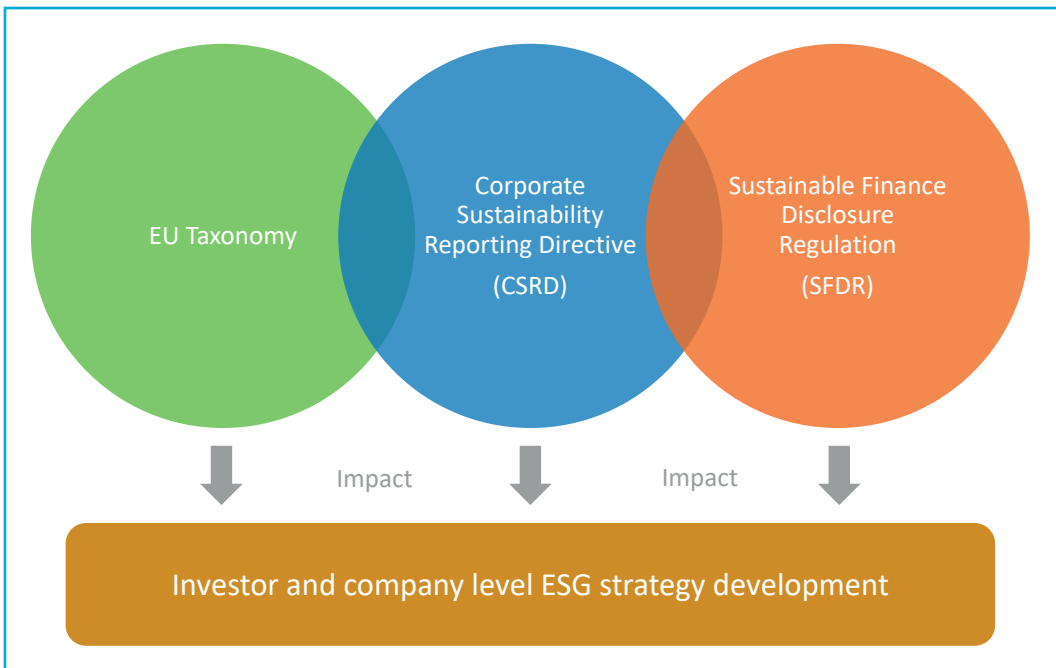 EU Taxonomy
Corporate
Sustainability
Reporting Directive
(CSRD)
Sustainable Finance
Disclosure
Regulation
(SFDR)
Impact
Impact
Investor and company level ESG strategy development